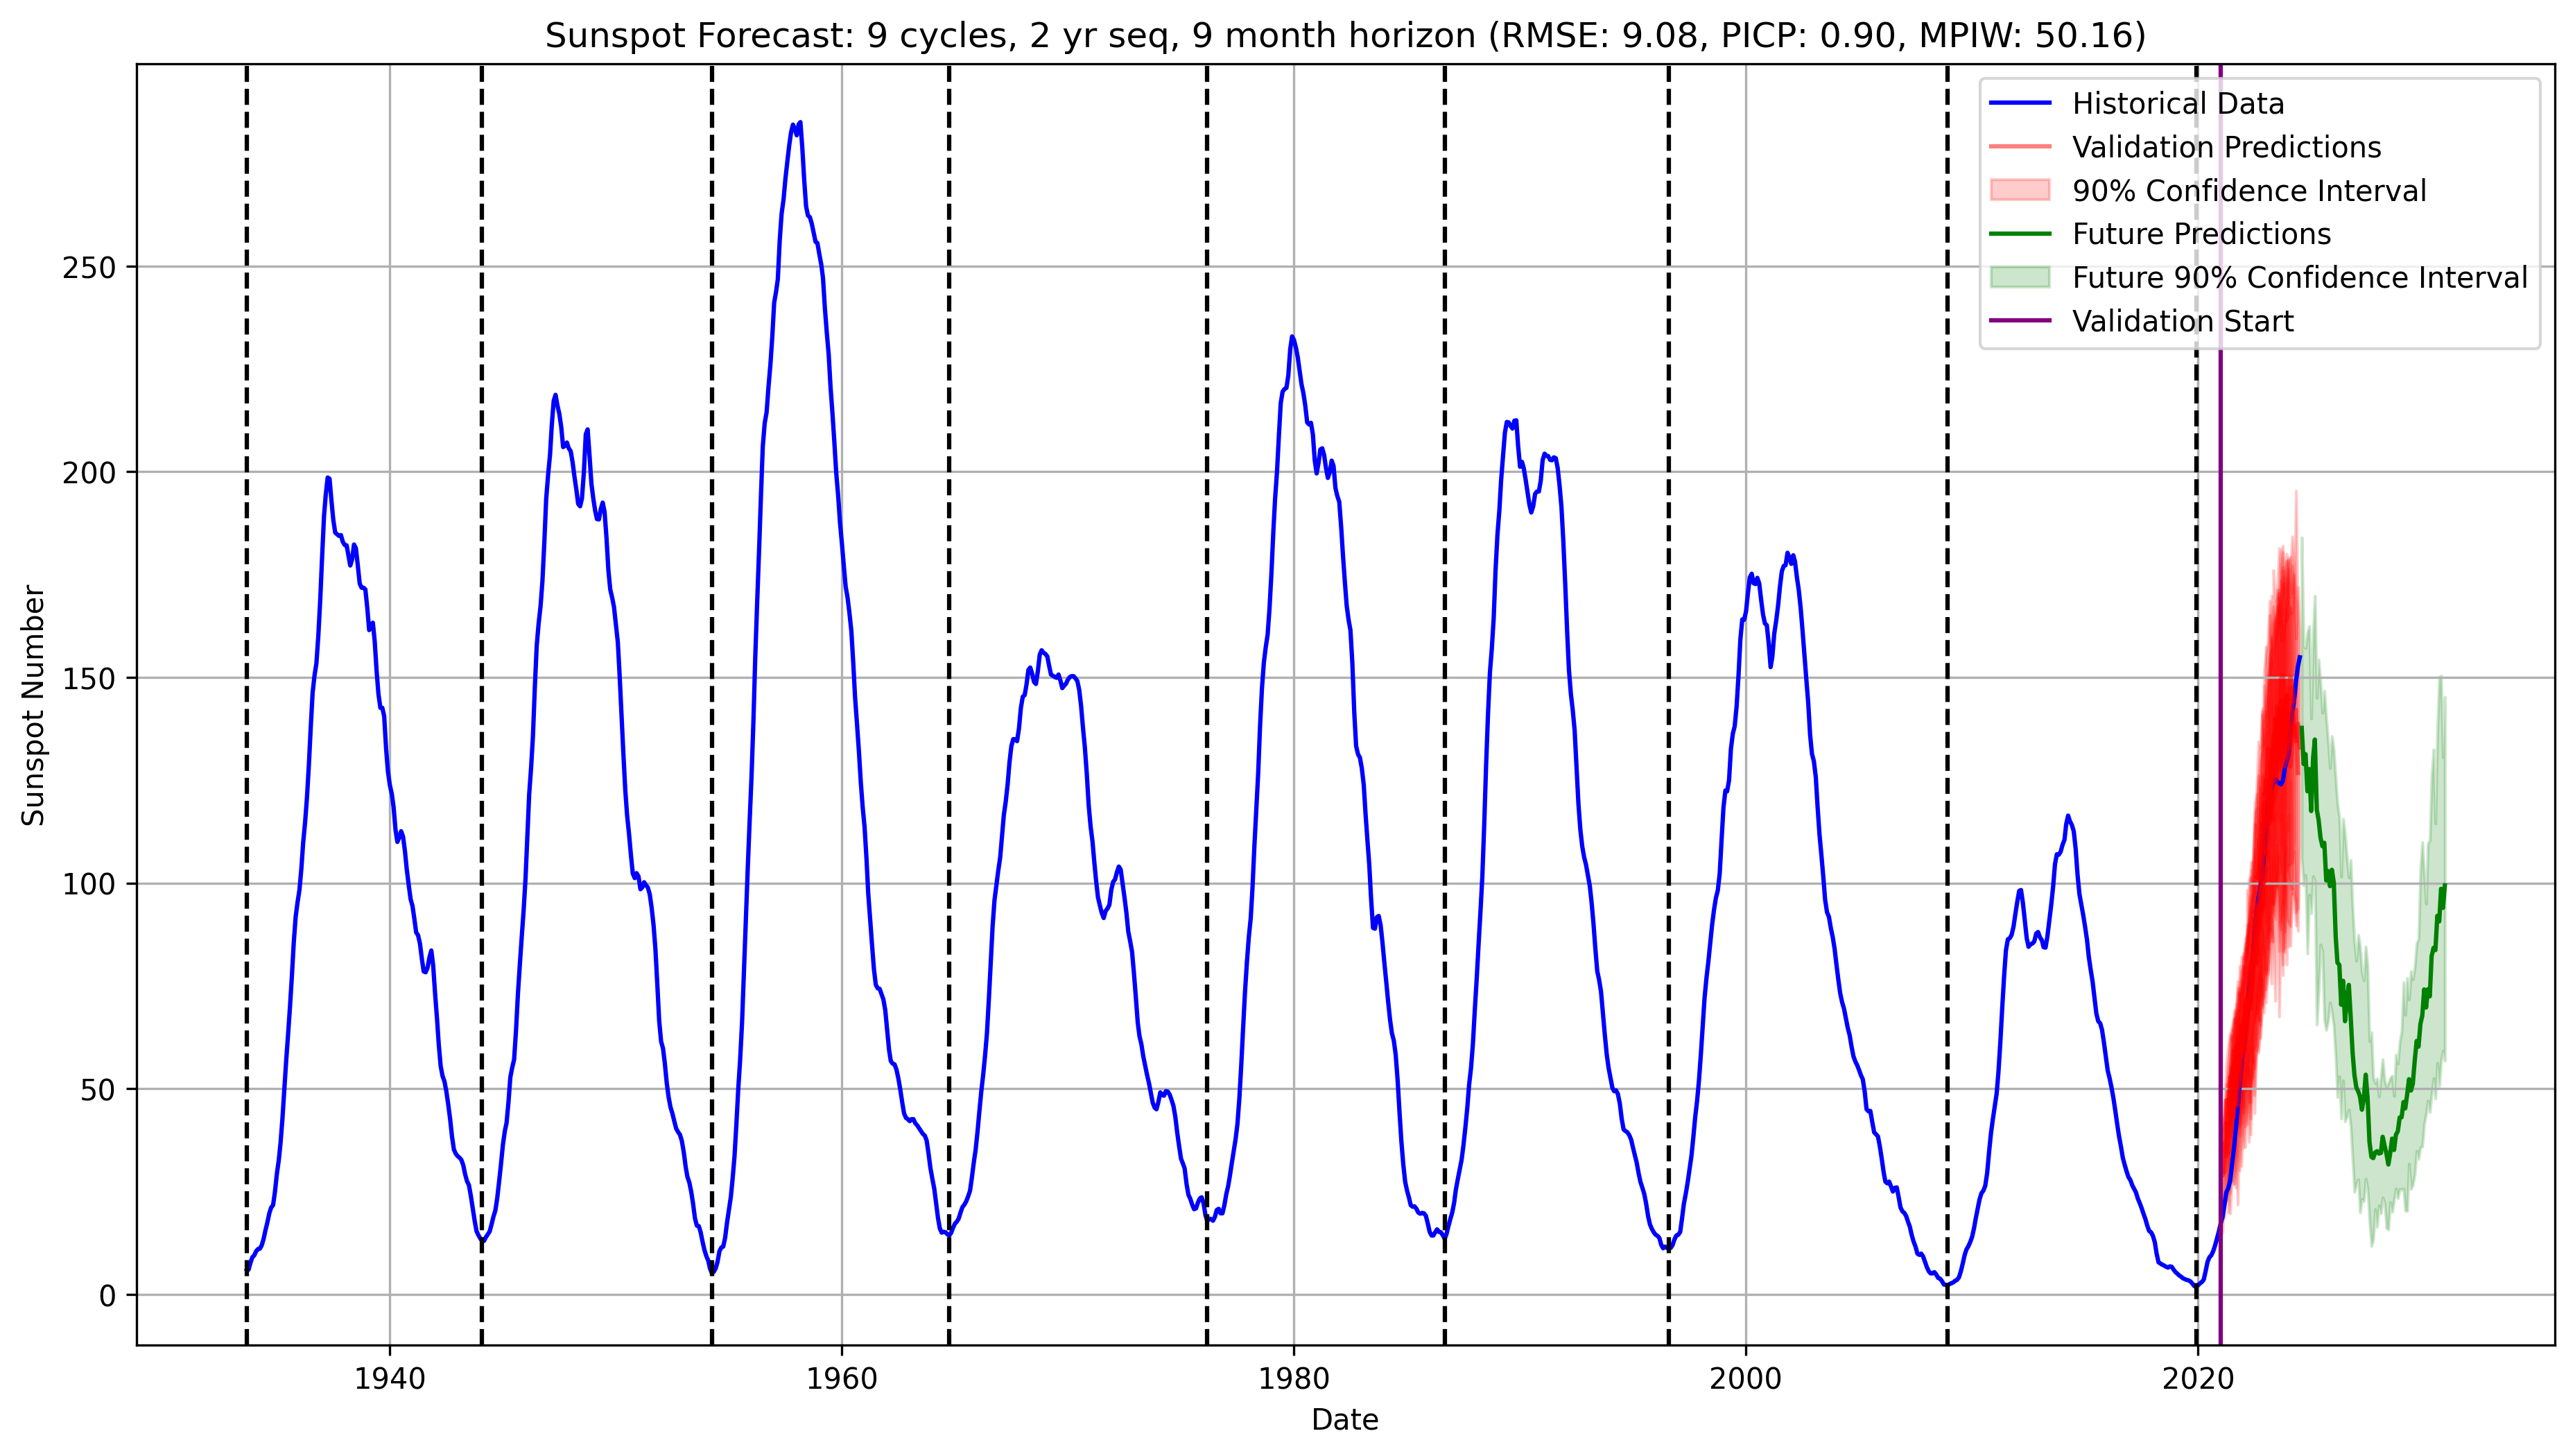 Sunspot Forecast: 9 cycles, 2 yr seq, 9 month horizon (RMSE: 9.08, PICP: 0.90, MPIW: 50.16)
Historical Data
Validation Predictions
90% Confidence Interval
Future Predictions
Future 90% Confidence Interval
Validation Start
Sunspot Number
250
200
150
100
50
0
1940
1960
1980
2000
2020
Date